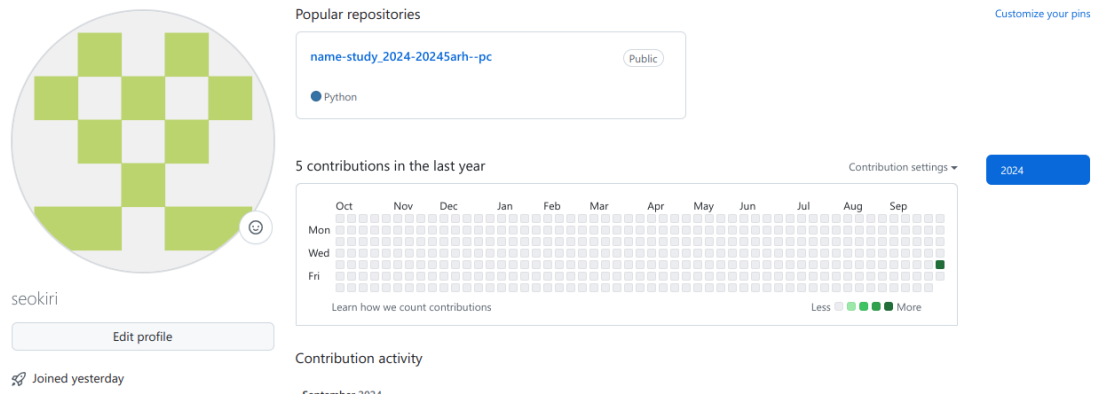 Popular repositories
Customize your pins
name-study_2024-20245arh--pc
Public
Python
5 contributions in the last year
Contribution settings
2024
Oct Nov Dec Jan Feb Mar Apr May Jun Jul Aug Sep
Mon
Wed
Fri
Learn how we count contributions
Less More
seokiri
Edit profile
Joined yesterday
Contribution activity
September 2024